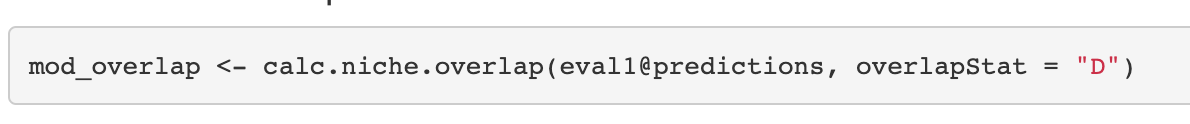 mod_overlap <- calc.niche.overlap(eval1@predictions, overlapStat = "D")